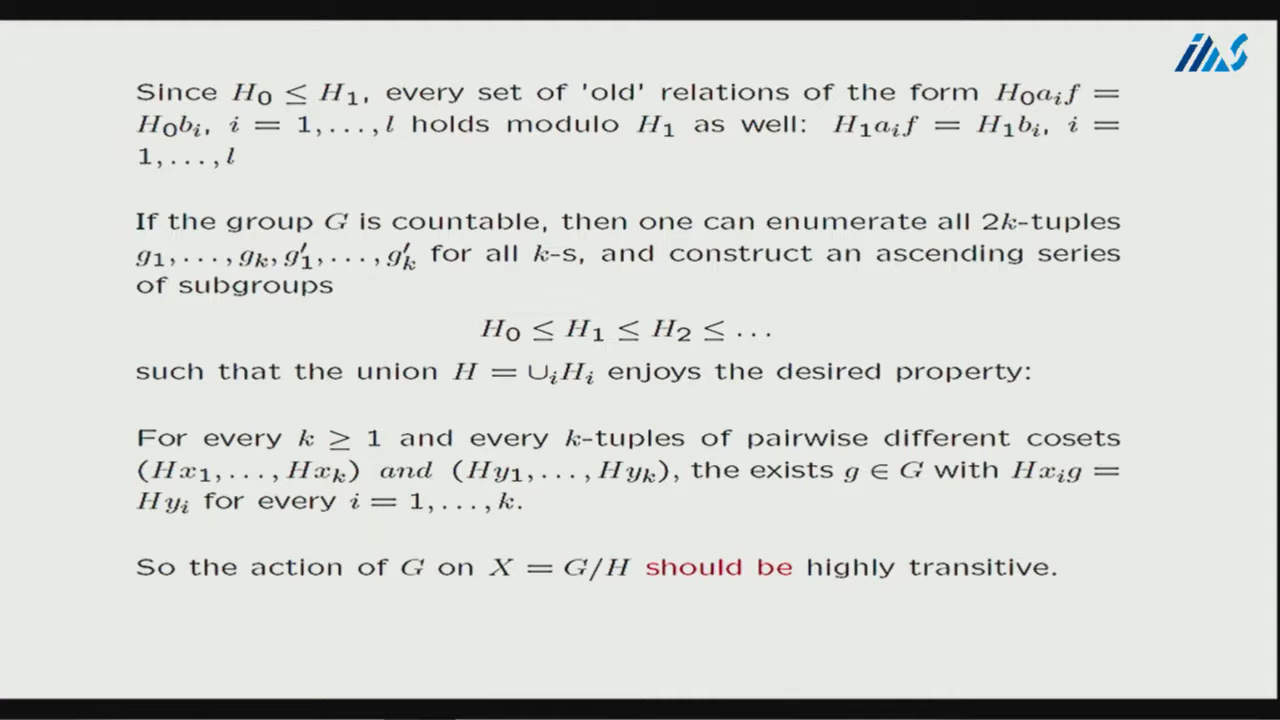 IMS
Since H₀ ≤ H₁, every set of 'old' relations of the form H₀aᵢf =
H₀bᵢ, i = 1, . . . , l holds modulo H₁ as well: H₁aᵢf = H₁bᵢ, i =
1, . . . , l
If the group G is countable, then one can enumerate all 2k-tuples
g₁, . . . , gₖ, g′₁, . . . , g′ₖ for all k-s, and construct an ascending series
of subgroups
H₀ ≤ H₁ ≤ H₂ ≤ . . .
such that the union H = ∪ᵢHᵢ enjoys the desired property:
For every k ≥ 1 and every k-tuples of pairwise different cosets
(Hx₁, . . . , Hxₖ) and (Hy₁, . . . , Hyₖ), the exists g ∈ G with Hxᵢg =
Hyᵢ for every i = 1, . . . , k.
So the action of G on X = G/H should be highly transitive.